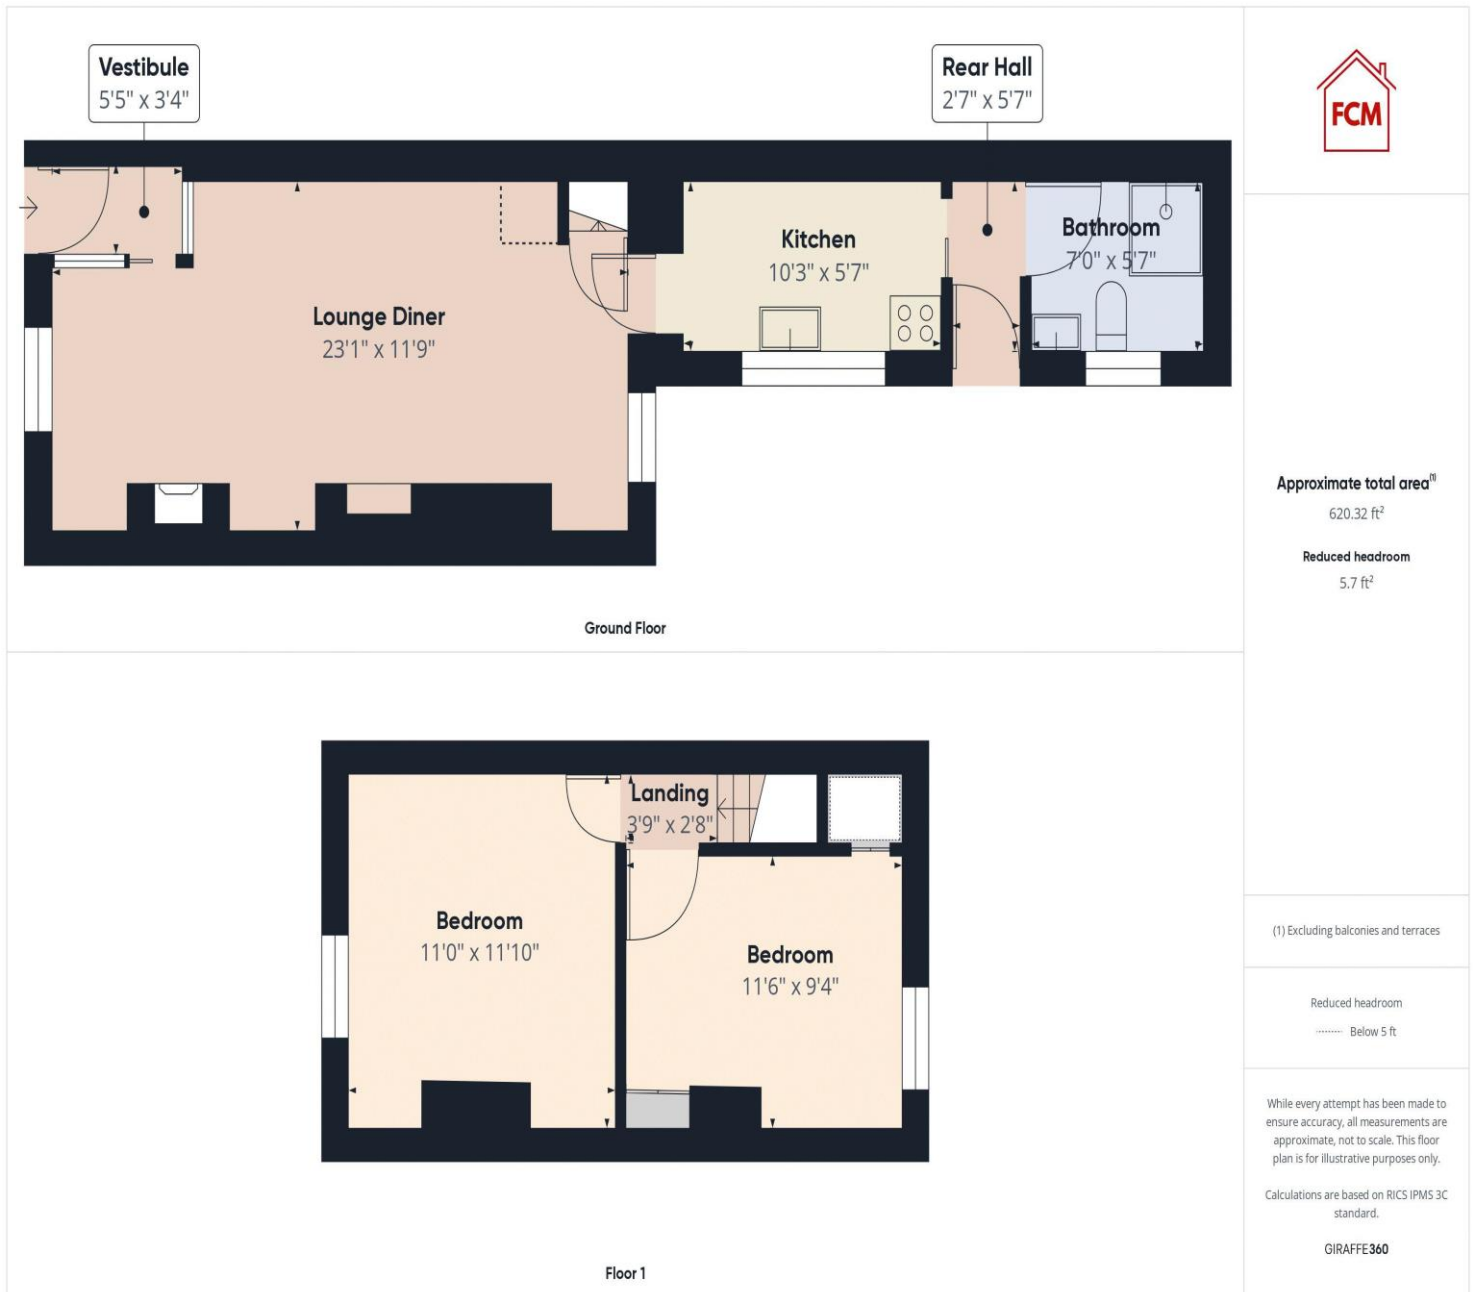 Vestibule
5'5" x 3'4"
Rear Hall
2'7" x 5'7"
FCM
Kitchen
10'3" x 5'7"
Bathroom
7'0" x 5'7"
Lounge Diner
23'1" x 11'9"
Approximate total area(1)
620.32 ft²
Reduced headroom
5.7 ft²
Ground Floor
Landing
3'9" x 2'8"
Bedroom
11'0" x 11'10"
Bedroom
11'6" x 9'4"
(1) Excluding balconies and terraces
Reduced headroom
Below 5 ft
While every attempt has been made to
ensure accuracy, all measurements are
approximate, not to scale. This floor
plan is for illustrative purposes only.
Calculations are based on RICS IPMS 3C
standard.
GIRAFFE360
Floor 1